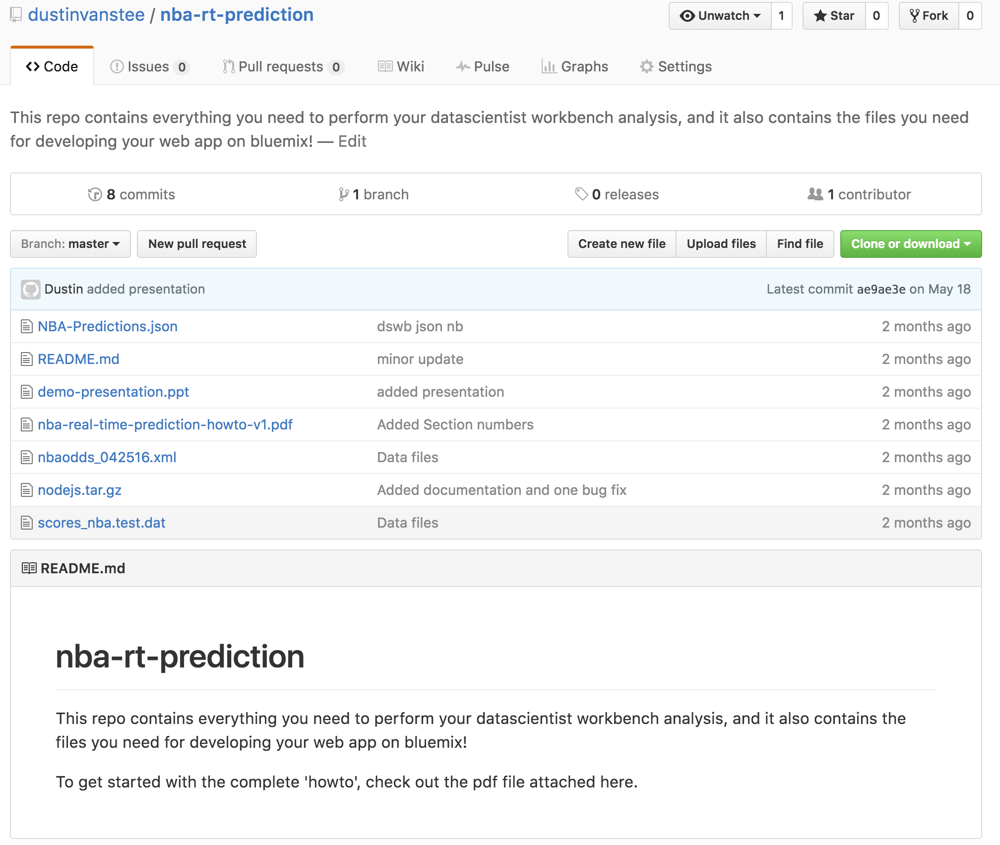 dustinvanstee / nba-rt-prediction
Unwatch 1 Star 0 Fork 0
Code Issues 0 Pull requests 0 Wiki Pulse Graphs Settings
This repo contains everything you need to perform your datascientist workbench analysis, and it also contains the files you need
for developing your web app on bluemix! — Edit
8 commits 1 branch 0 releases 1 contributor
Branch: master New pull request Create new file Upload files Find file Clone or download
Dustin added presentation Latest commit ae9ae3e on May 18
NBA-Predictions.json dswb json nb 2 months ago
README.md minor update 2 months ago
demo-presentation.ppt added presentation 2 months ago
nba-real-time-prediction-howto-v1.pdf Added Section numbers 2 months ago
nbaodds_042516.xml Data files 2 months ago
nodejs.tar.gz Added documentation and one bug fix 2 months ago
scores_nba.test.dat Data files 2 months ago
README.md
nba-rt-prediction
This repo contains everything you need to perform your datascientist workbench analysis, and it also contains the
files you need for developing your web app on bluemix!
To get started with the complete 'howto', check out the pdf file attached here.